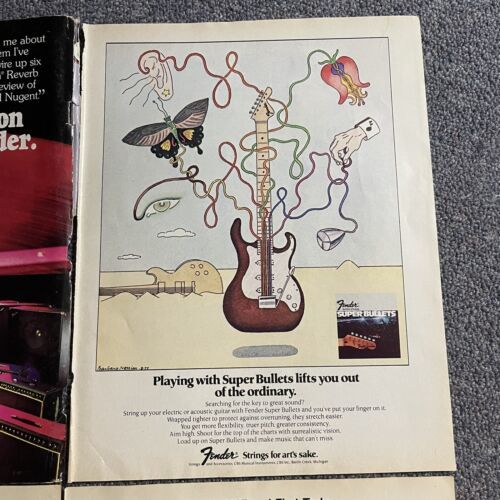 me about
em I've
wire up six
Reverb
eview of
l Nugent."
on
der.
Fender
SUPER BULLETS
Playing with Super Bullets lifts you out
of the ordinary.
Searching for the key to great sound?
String up your electric or acoustic guitar with Fender Super Bullets and you've put your finger on it.
Wrapped tighter to protect against overtuning, they stretch easier.
You get more flexibility, truer pitch, greater consistency.
Aim high. Shoot for the top of the charts with surrealistic vision.
Load up on Super Bullets and make music that can't miss.
Fender Strings for art's sake.